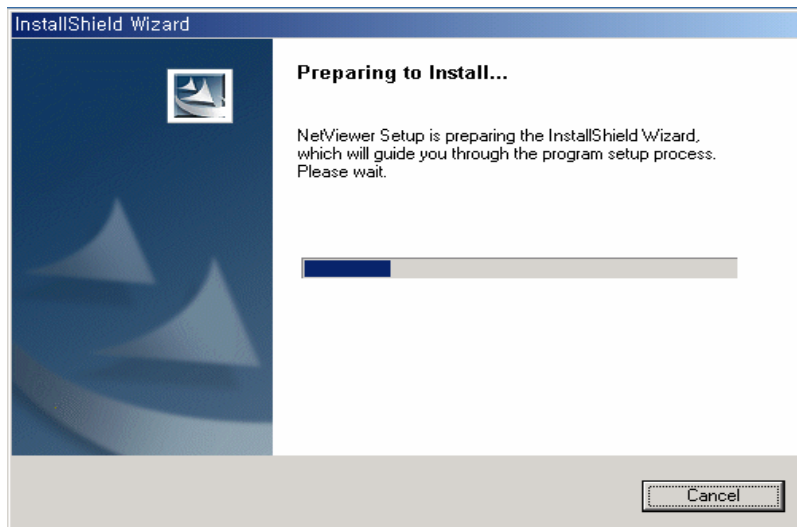 InstallShield Wizard
Preparing to Install...
NetViewer Setup is preparing the InstallShield Wizard,
which will guide you through the program setup process.
Please wait.
Cancel